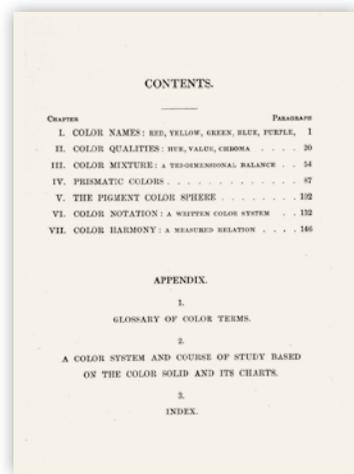 CONTENTS.
CHAPTER PARAGRAPH
I. COLOR NAMES: RED, YELLOW, GREEN, BLUE, PURPLE, 1
II. COLOR QUALITIES: HUE, VALUE, CHROMA . . . . 20
III. COLOR MIXTURE: A TRI-DIMENSIONAL BALANCE . . 54
IV. PRISMATIC COLORS . . . . . . . . . . . . 87
V. THE PIGMENT COLOR SPHERE . . . . . . . . 102
VI. COLOR NOTATION: A WRITTEN COLOR SYSTEM . . 132
VII. COLOR HARMONY: A MEASURED RELATION . . . . 146
APPENDIX.
1.
GLOSSARY OF COLOR TERMS.
2.
A COLOR SYSTEM AND COURSE OF STUDY BASED
ON THE COLOR SOLID AND ITS CHARTS.
3.
INDEX.